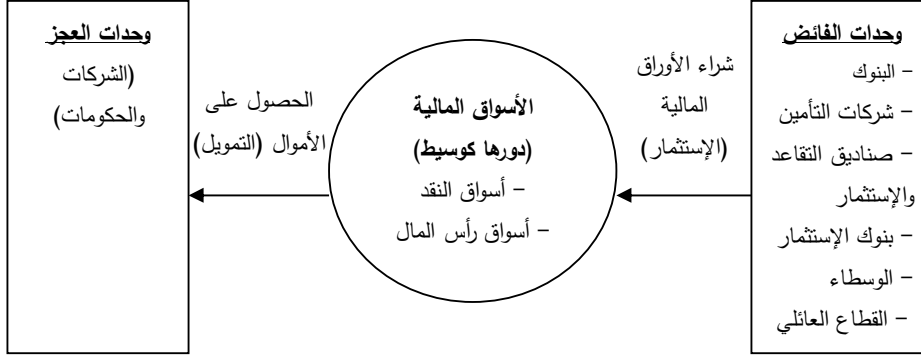 وحدات الفائض
– البنوك
– شركات التأمين
– صناديق التقاعد
والإستثمار
– بنوك الإستثمار
– الوسطاء
– القطاع العائلي
شراء الأوراق
المالية
(الإستثمار)
الأسواق المالية
(دورها كوسيط)
– أسواق النقد
– أسواق رأس المال
الحصول على
الأموال (التمويل)
وحدات العجز
(الشركات
والحكومات)